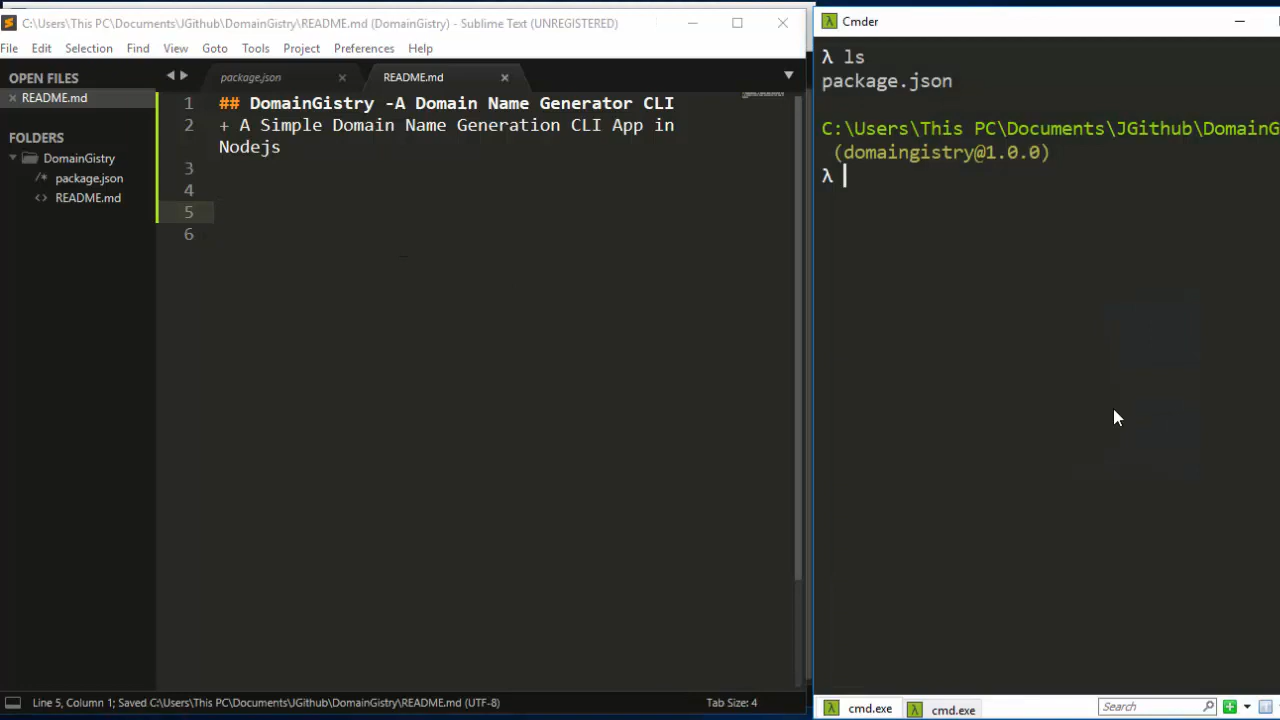 C:\Users\This PC\Documents\JGithub\DomainGistry\README.md (DomainGistry) - Sublime Text (UNREGISTERED)
File Edit Selection Find View Goto Tools Project Preferences Help
OPEN FILES
README.md
FOLDERS
DomainGistry
/* package.json
<> README.md
package.json
README.md
1 ## DomainGistry -A Domain Name Generator CLI
2 + A Simple Domain Name Generation CLI App in
Nodejs
3
4
5
6
Line 5, Column 1; Saved C:\Users\This PC\Documents\JGithub\DomainGistry\README.md (UTF-8)
Tab Size: 4
Cmder
λ ls
package.json
C:\Users\This PC\Documents\JGithub\DomainG
(domaingistry@1.0.0)
λ
cmd.exe
cmd.exe
Search